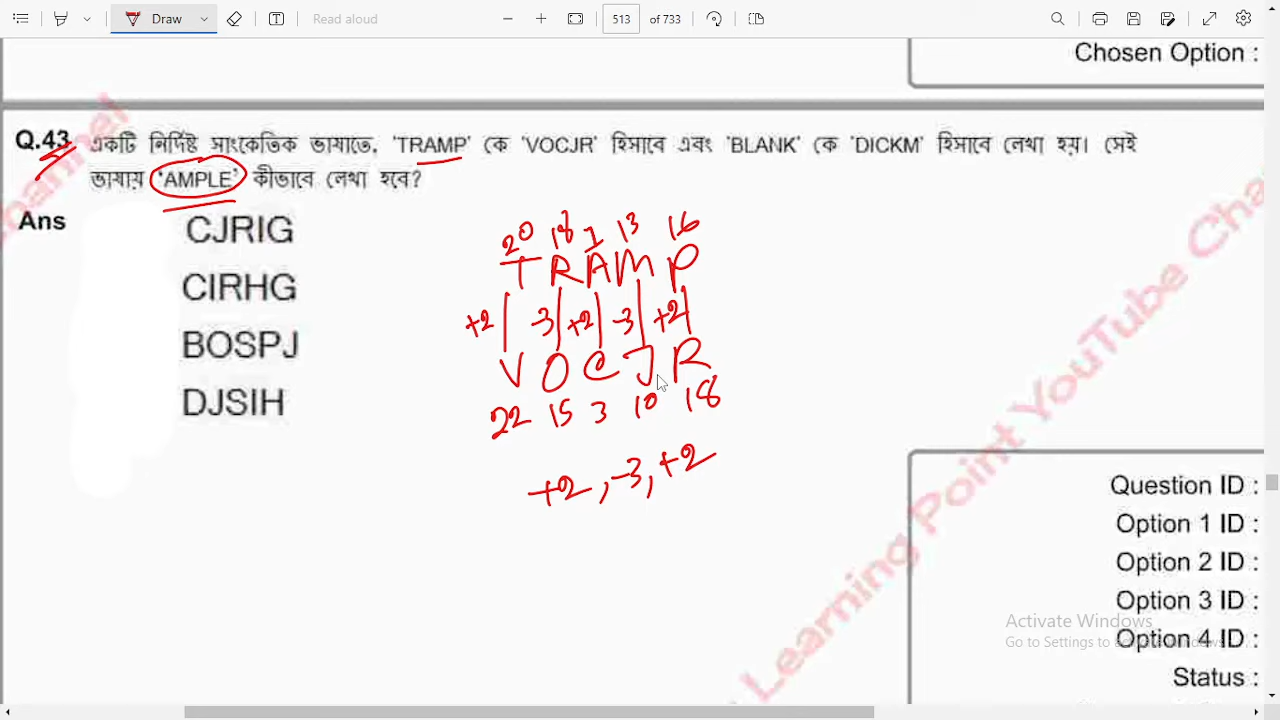 Draw
Read aloud
513 of 733
Chosen Option :
Q.43 একটি নির্দিষ্ট সাংকেতিক ভাষাতে, 'TRAMP' কে 'VOCJR' হিসাবে এবং 'BLANK' কে 'DICKM' হিসাবে লেখা হয়। সেই
ভাষায় 'AMPLE' কীভাবে লেখা হবে?
Ans CJRIG
CIRHG
BOSPJ
DJSIH
20 18 1 13 16
T R A M P
+2 -3 +2 -3 +2
V O C J R
22 15 3 10 18
+2, -3, +2
Question ID :
Option 1 ID :
Option 2 ID :
Option 3 ID :
Option 4 ID :
Status :
Learning Point YouTube Cha
hannel
Activate Windows
Go to Settings to activate Windows.